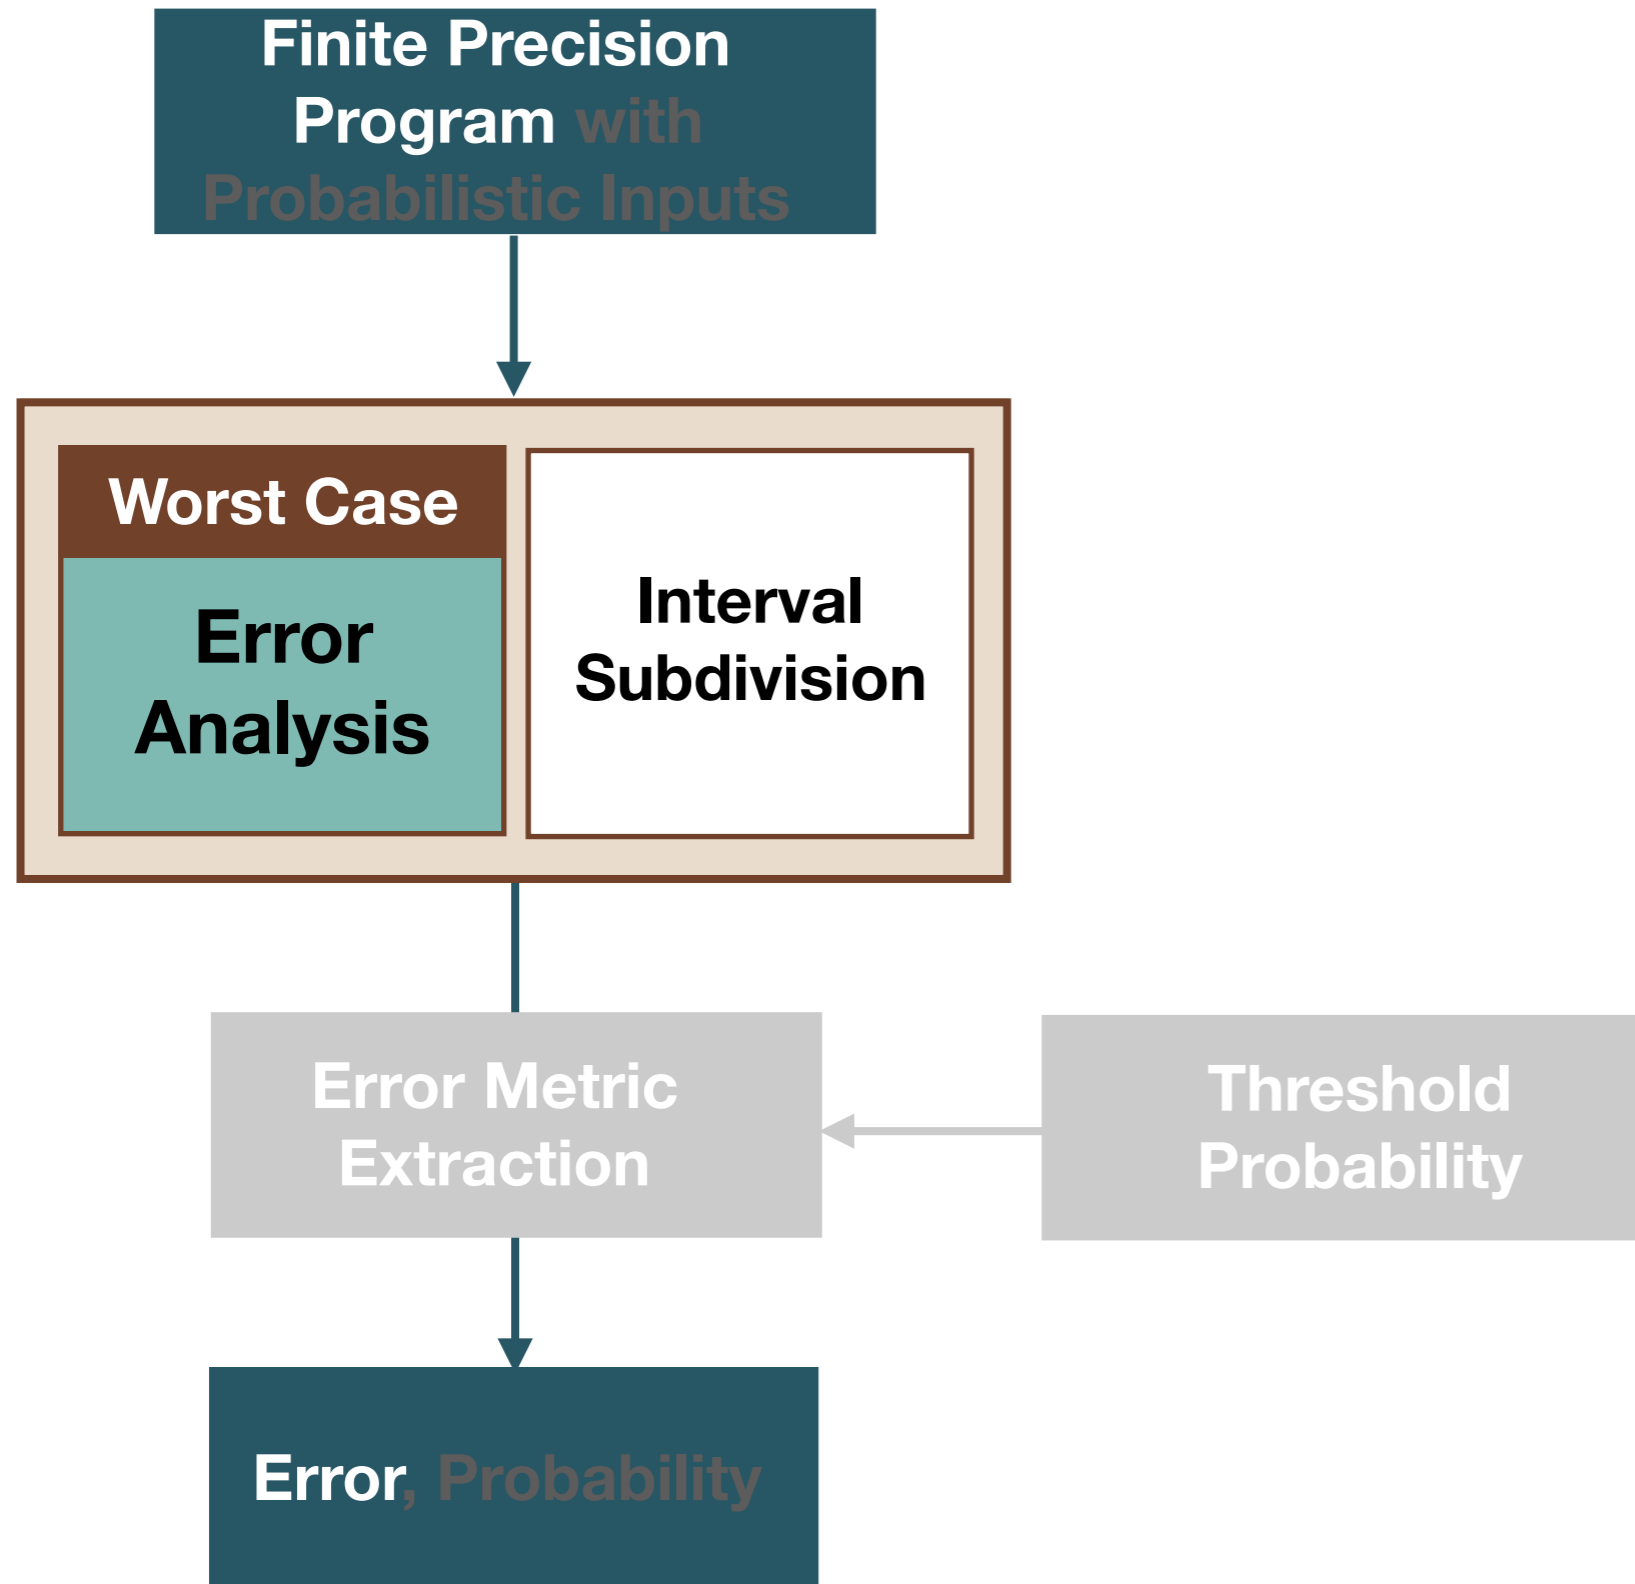 Finite Precision
Program with
Probabilistic Inputs
Worst Case
Error
Analysis
Interval
Subdivision
Error Metric
Extraction
Threshold
Probability
Error, Probability